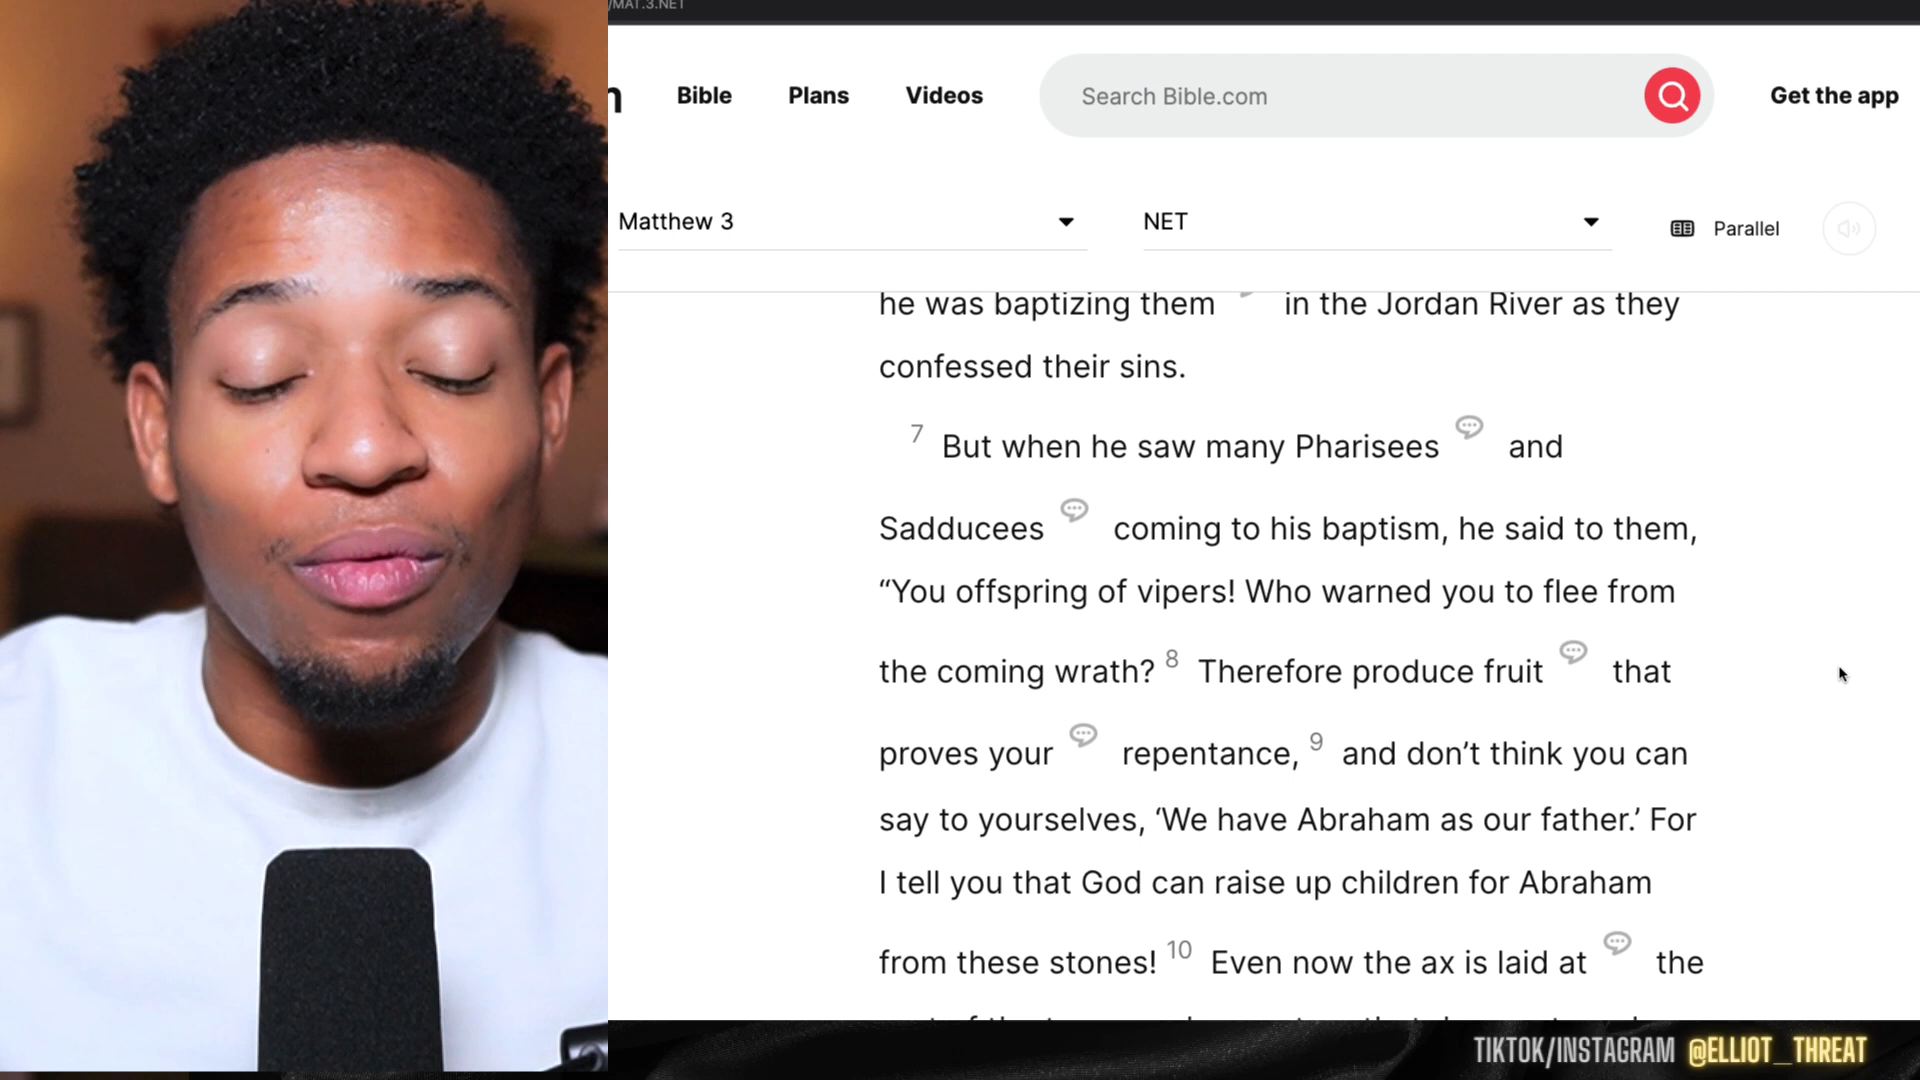 /MAT.3.NET
Bible Plans Videos Search Bible.com Get the app
Matthew 3 NET Parallel
he was baptizing them in the Jordan River as they
confessed their sins.
7 But when he saw many Pharisees and
Sadducees coming to his baptism, he said to them,
“You offspring of vipers! Who warned you to flee from
the coming wrath? 8 Therefore produce fruit that
proves your repentance, 9 and don’t think you can
say to yourselves, ‘We have Abraham as our father.’ For
I tell you that God can raise up children for Abraham
from these stones! 10 Even now the ax is laid at the
TIKTOK/INSTAGRAM @ELLIOT_THREAT